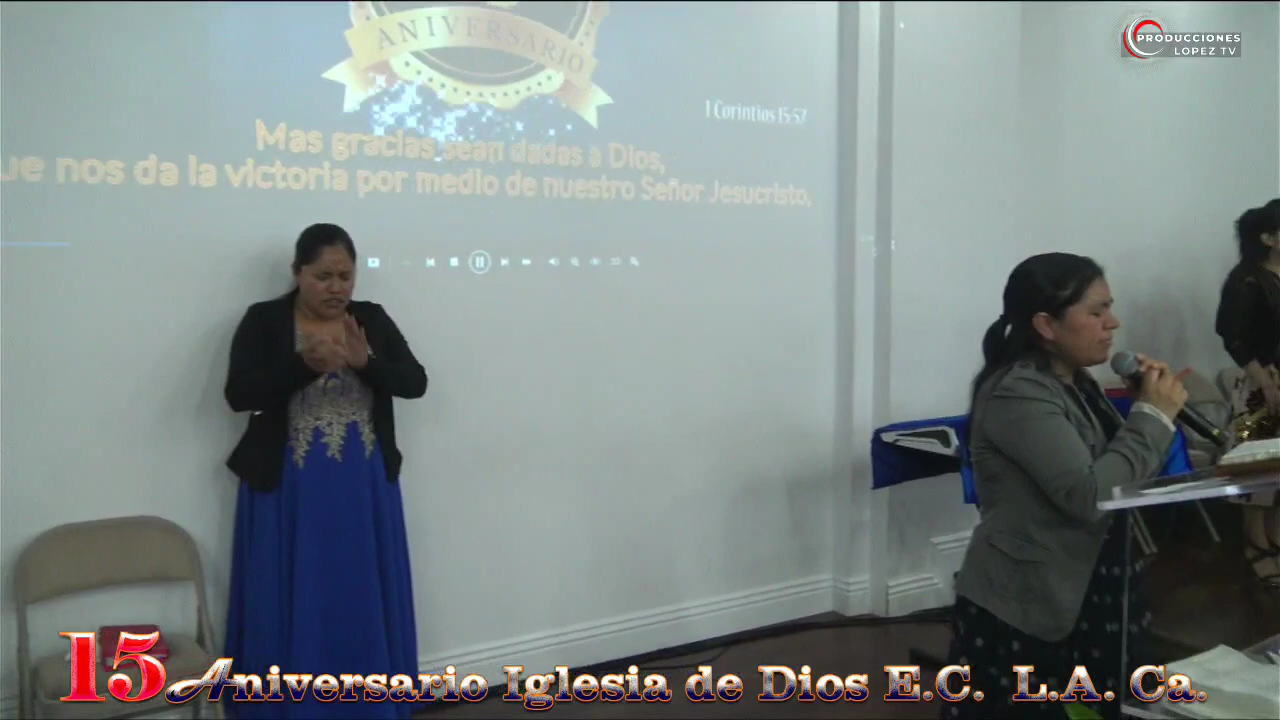 PRODUCCIONES
LOPEZ TV
ANIVERSARIO
1 Corintios 15:57
Mas gracias sean dadas a Dios,
ue nos da la victoria por medio de nuestro Señor Jesucristo,
15 Aniversario Iglesia de Dios E.C. L.A. Ca.